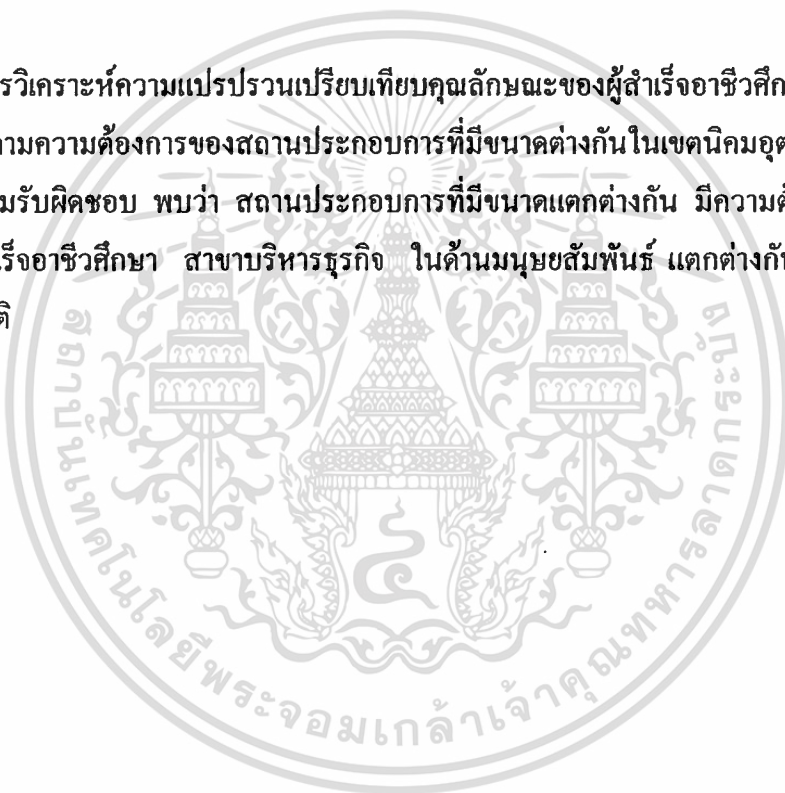 รวิเคราะห์ความแปรปรวนเปรียบเทียบคุณลักษณะของผู้สำเร็จอาชีวศึก
ามความต้องการของสถานประกอบการที่มีขนาดต่างกันในเขตนิคมอุต
มรับผิดชอบ พบว่า สถานประกอบการที่มีขนาดแตกต่างกัน มีความต้
เร็จอาชีวศึกษา สาขาบริหารธุรกิจ ในด้านมนุษยสัมพันธ์ แตกต่างกัน
ติ
สถาบันเทคโนโลยีพระจอมเกล้าเจ้าคุณทหารลาดกระบัง